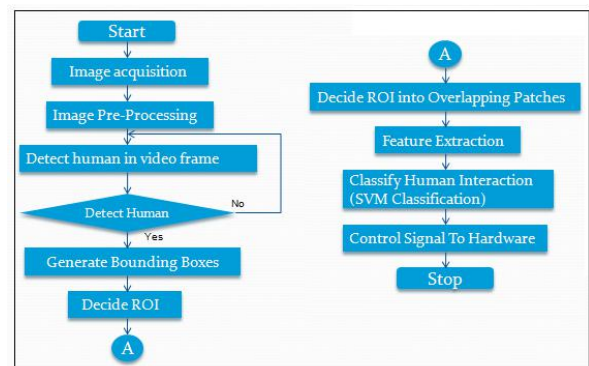 Start
Image acquisition
Image Pre-Processing
Detect human in video frame
Detect Human
No
Yes
Generate Bounding Boxes
Decide ROI
A
A
Decide ROI into Overlapping Patches
Feature Extraction
Classify Human Interaction
(SVM Classification)
Control Signal To Hardware
Stop